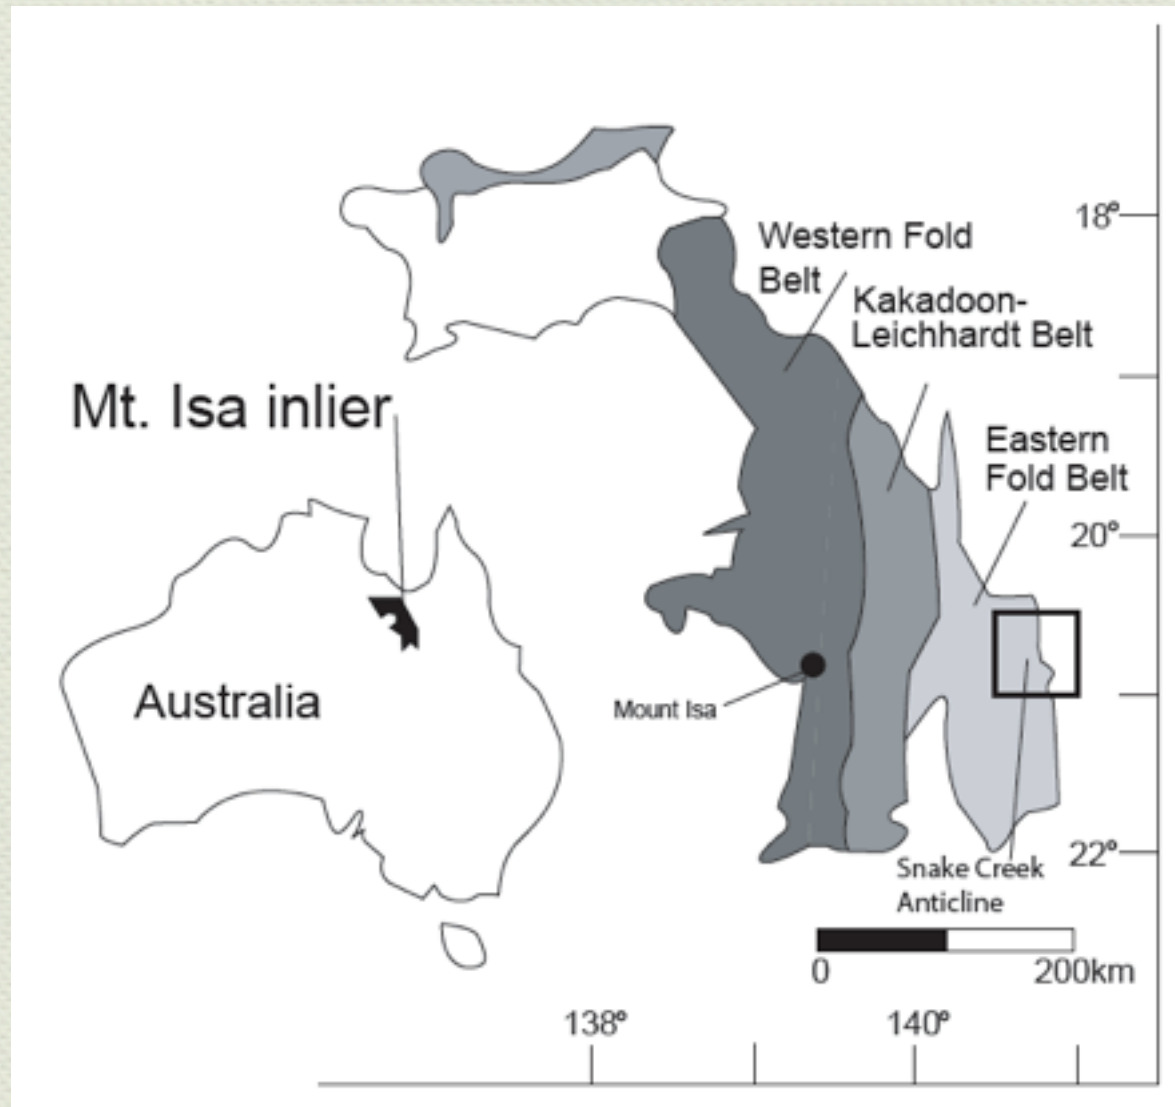 18°
Western Fold
Belt
Kakadoon-
Leichhardt Belt
Mt. Isa inlier
Eastern
Fold Belt
20°
Australia
Mount Isa
22°
Snake Creek
Anticline
0
200km
138°
140°